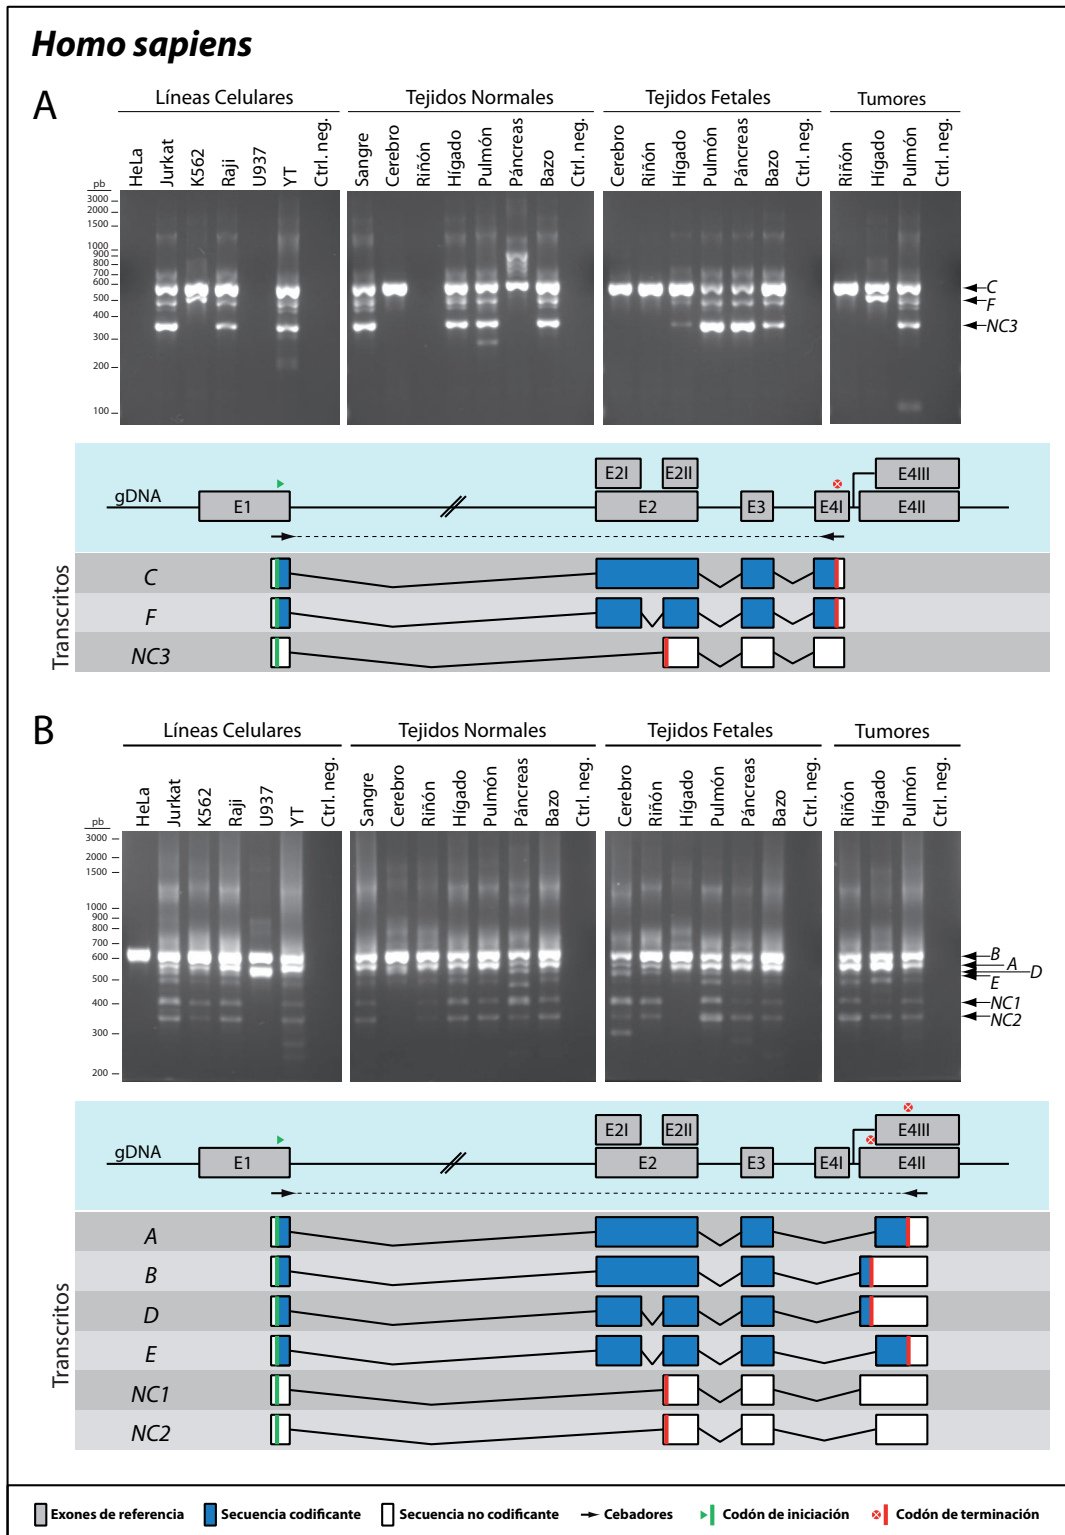 Homo sapiens
A
Líneas Celulares
Tejidos Normales
Tejidos Fetales
Tumores
HeLa
Jurkat
K562
Raji
U937
YT
Ctrl. neg.
Sangre
Cerebro
Riñón
Hígado
Pulmón
Páncreas
Bazo
Ctrl. neg.
Cerebro
Riñón
Hígado
Pulmón
Páncreas
Bazo
Ctrl. neg.
Riñón
Hígado
Pulmón
Ctrl. neg.
pb
3000
2000
1500
1000
900
800
700
600
500
400
300
200
100
C
F
NC3
gDNA
E1
E2I
E2II
E2
E3
E4I
E4III
E4II
Transcritos
C
F
NC3
B
Líneas Celulares
Tejidos Normales
Tejidos Fetales
Tumores
HeLa
Jurkat
K562
Raji
U937
YT
Ctrl. neg.
Sangre
Cerebro
Riñón
Hígado
Pulmón
Páncreas
Bazo
Ctrl. neg.
Cerebro
Riñón
Hígado
Pulmón
Páncreas
Bazo
Ctrl. neg.
Riñón
Hígado
Pulmón
Ctrl. neg.
pb
3000
2000
1500
1000
900
800
700
600
500
400
300
200
B
A
D
E
NC1
NC2
gDNA
E1
E2I
E2II
E2
E3
E4I
E4III
E4II
Transcritos
A
B
D
E
NC1
NC2
Exones de referencia
Secuencia codificante
Secuencia no codificante
Cebadores
Codón de iniciación
Codón de terminación